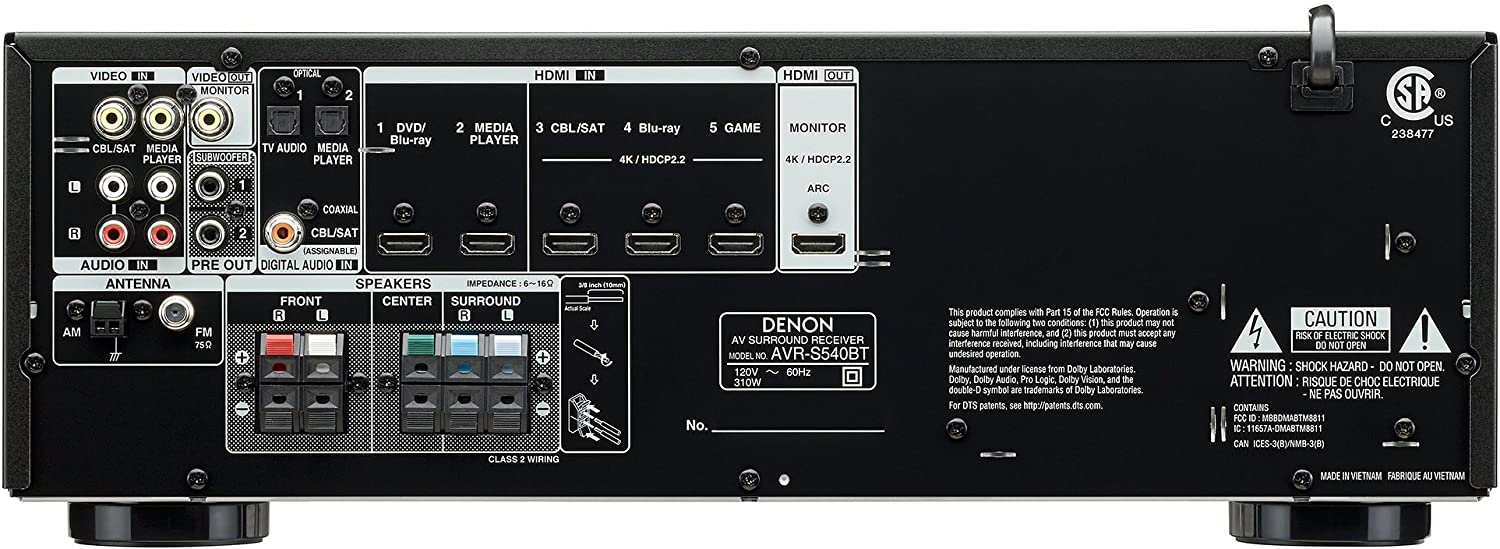 VIDEO IN
CBL/SAT
MEDIA
PLAYER
L
R
AUDIO IN
VIDEO OUT
MONITOR
SUBWOOFER
1
2
PRE OUT
OPTICAL
1
2
TV AUDIO
MEDIA
PLAYER
COAXIAL
CBL/SAT
(ASSIGNABLE)
DIGITAL AUDIO IN
HDMI IN
1 DVD/
Blu-ray
2 MEDIA
PLAYER
3 CBL/SAT
4 Blu-ray
5 GAME
4K / HDCP2.2
HDMI OUT
MONITOR
4K / HDCP2.2
ARC
CSA ®
C US
238477
ANTENNA
AM
FM
75Ω
SPEAKERS IMPEDANCE : 6~16Ω
FRONT
R L
CENTER
SURROUND
R L
+ +
− −
CLASS 2 WIRING
3/8 inch (10mm)
Actual Scale
DENON
AV SURROUND RECEIVER
MODEL NO. AVR-S540BT
120V ~ 60Hz
310W
No.
This product complies with Part 15 of the FCC Rules. Operation is
subject to the following two conditions: (1) this product may not
cause harmful interference, and (2) this product must accept any
interference received, including interference that may cause
undesired operation.
Manufactured under license from Dolby Laboratories.
Dolby, Dolby Audio, Pro Logic, Dolby Vision, and the
double-D symbol are trademarks of Dolby Laboratories.
For DTS patents, see http://patents.dts.com.
CAUTION
RISK OF ELECTRIC SHOCK
DO NOT OPEN
WARNING : SHOCK HAZARD - DO NOT OPEN.
ATTENTION : RISQUE DE CHOC ELECTRIQUE
- NE PAS OUVRIR.
CONTAINS
FCC ID : MBBDMABTM8811
IC : 11657A-DMABTM8811
CAN ICES-3(B)/NMB-3(B)
MADE IN VIETNAM FABRIQUE AU VIETNAM